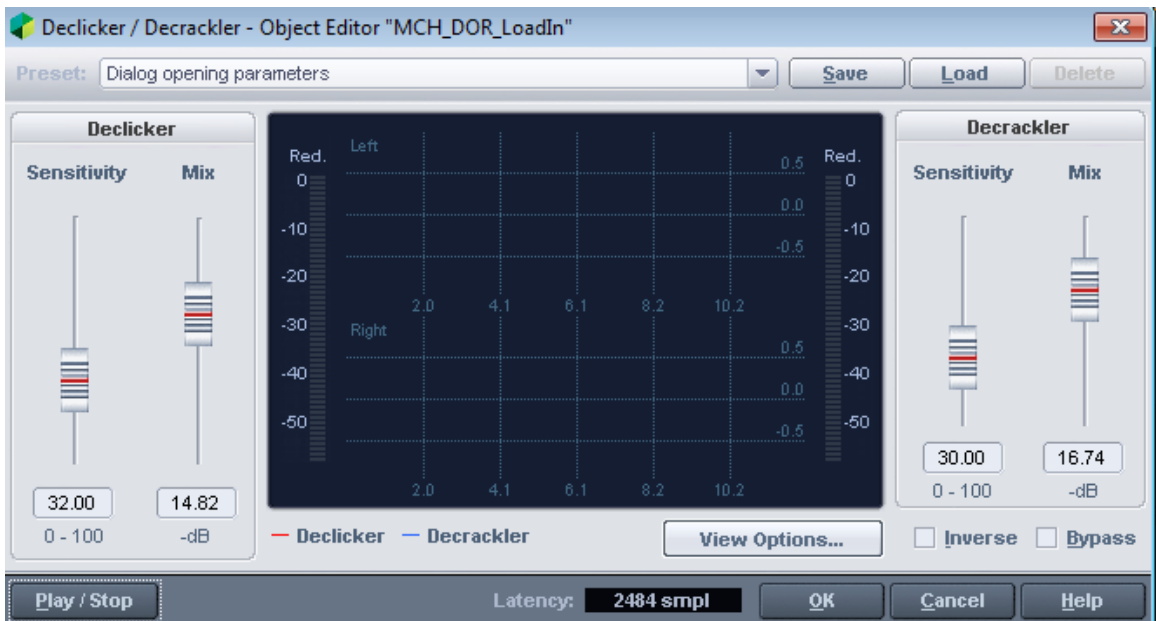 Declicker / Decrackler - Object Editor "MCH_DOR_LoadIn"
Preset: Dialog opening parameters Save Load Delete
Declicker
Sensitivity Mix
32.00 14.82
0 - 100 -dB
Red.
0
-10
-20
-30
-40
-50
Left
0.5
0.0
-0.5
2.0 4.1 6.1 8.2 10.2
Right
0.5
0.0
-0.5
2.0 4.1 6.1 8.2 10.2
Red.
0
-10
-20
-30
-40
-50
Declicker Decrackler
View Options...
Decrackler
Sensitivity Mix
30.00 16.74
0 - 100 -dB
Inverse Bypass
Play / Stop Latency: 2484 smpl OK Cancel Help